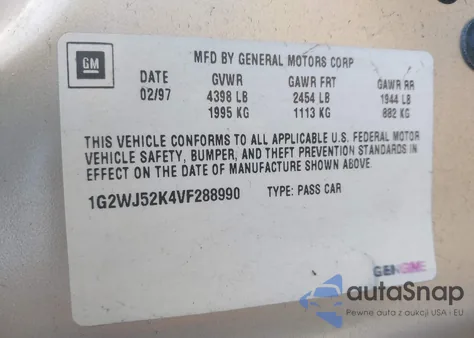 GM
MFD BY GENERAL MOTORS CORP
DATE GVWR GAWR FRT GAWR RR
02/97 4398 LB 2454 LB 1944 LB
1995 KG 1113 KG 882 KG
THIS VEHICLE CONFORMS TO ALL APPLICABLE U.S. FEDERAL MOTOR
VEHICLE SAFETY, BUMPER, AND THEFT PREVENTION STANDARDS IN
EFFECT ON THE DATE OF MANUFACTURE SHOWN ABOVE.
1G2WJ52K4VF288990 TYPE: PASS CAR
GENGME
autoSnap
Pewne auta z aukcji USA - EU